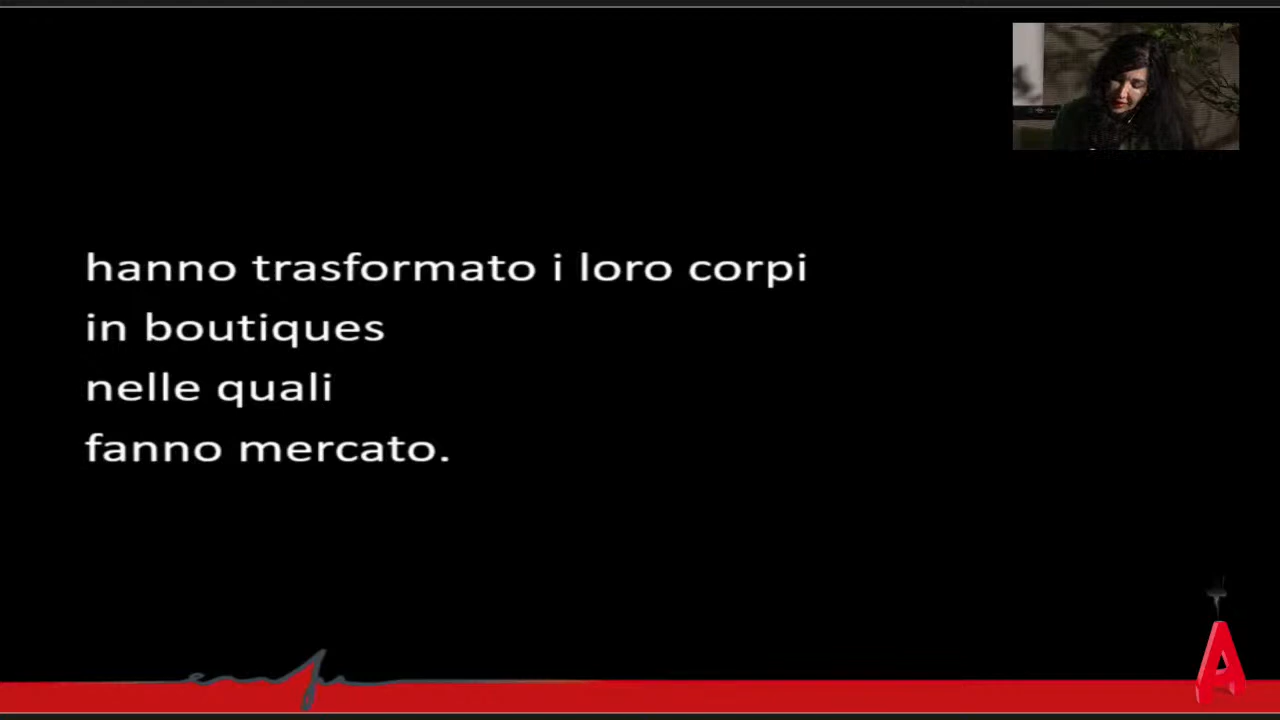 hanno trasformato i loro corpi
in boutiques
nelle quali
fanno mercato.
A